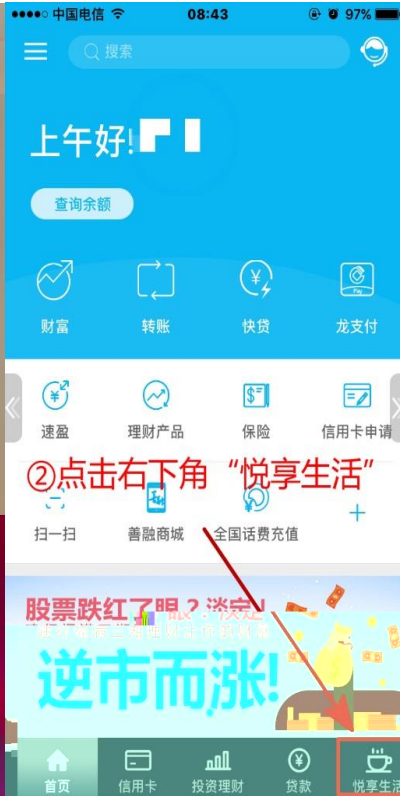 中国电信 08:43 97%
搜索
上午好!
查询余额
财富 转账 快贷 龙支付
Pay
速盈 理财产品 保险 信用卡申请
②点击右下角“悦享生活”
扫一扫 善融商城 全国话费充值
股票跌红了眼？淡定！
逆市而涨!
首页 信用卡 投资理财 贷款 悦享生活